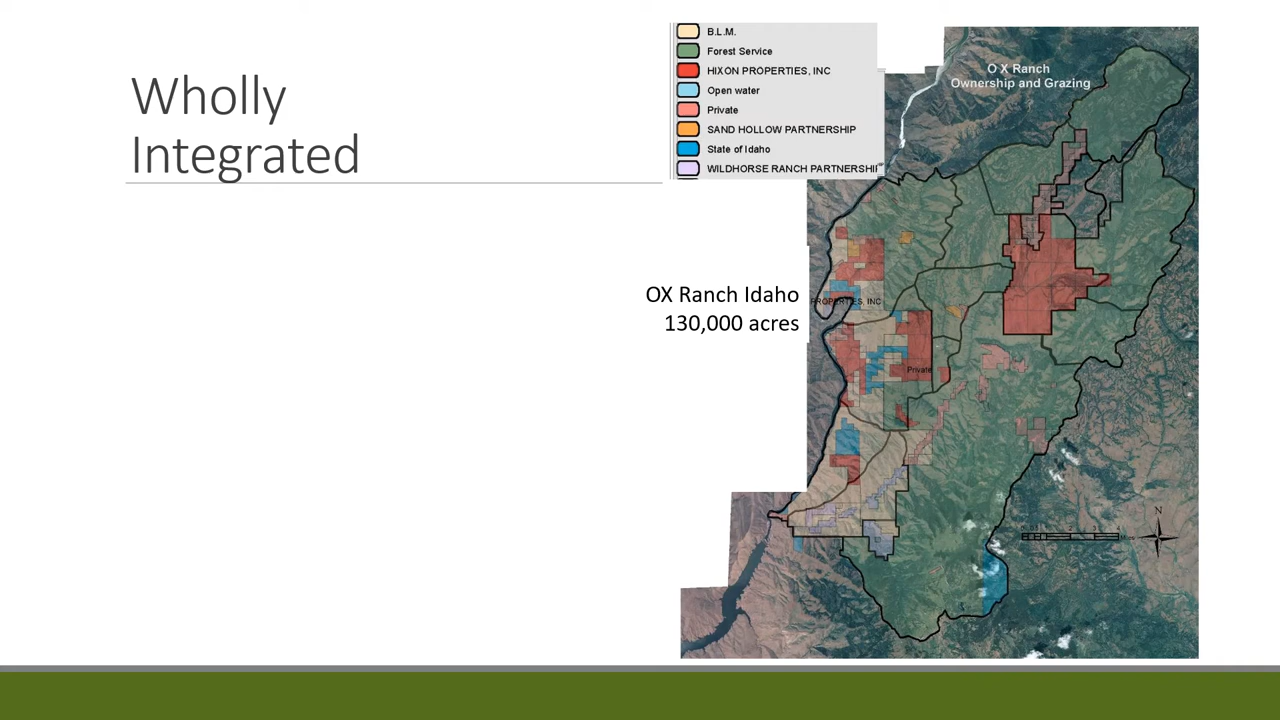 Wholly
Integrated
B.L.M.
Forest Service
HIXON PROPERTIES, INC
Open water
Private
SAND HOLLOW PARTNERSHIP
State of Idaho
WILDHORSE RANCH PARTNERSHIP
O X Ranch
Ownership and Grazing
OX Ranch Idaho
130,000 acres
PROPERTIES, INC
Private
N